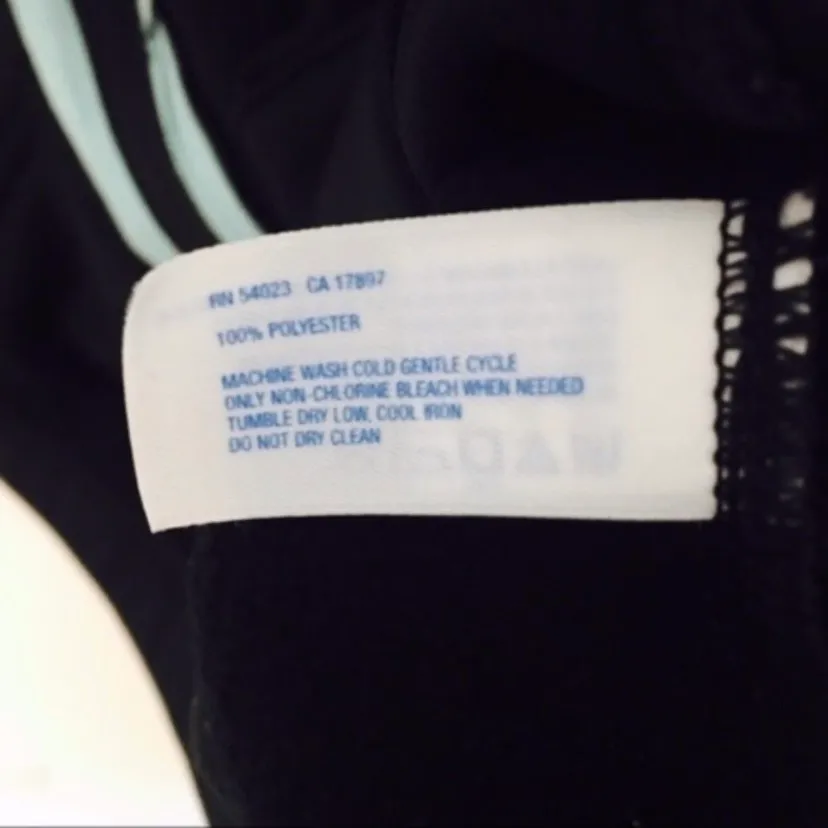 RN 54023 CA 17897
100% POLYESTER
MACHINE WASH COLD GENTLE CYCLE
ONLY NON-CHLORINE BLEACH WHEN NEEDED
TUMBLE DRY LOW, COOL IRON
DO NOT DRY CLEAN